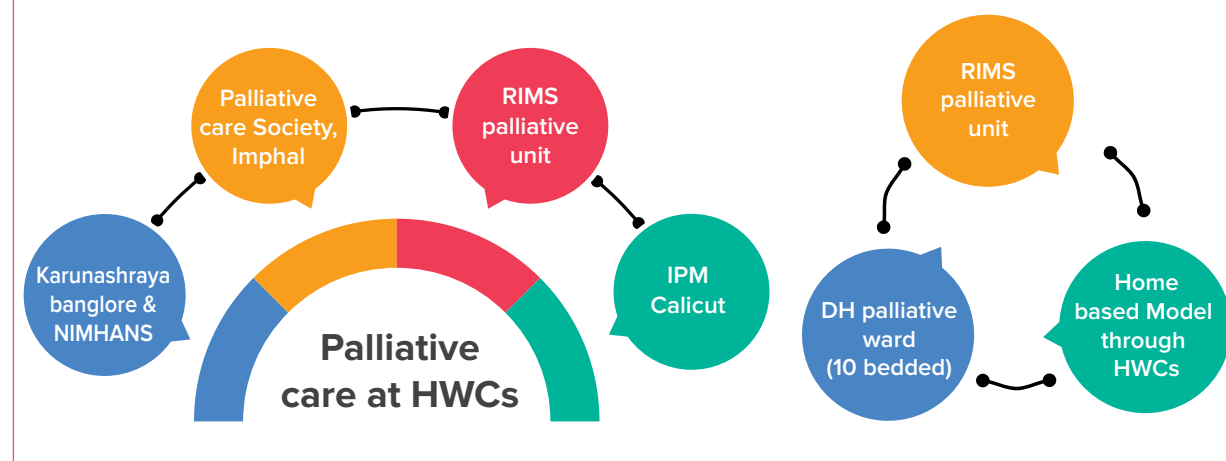 Karunashraya
banglore &
NIMHANS
Palliative
care Society,
Imphal
RIMS
palliative
unit
IPM
Calicut
Palliative
care at HWCs
RIMS
palliative
unit
DH palliative
ward
(10 bedded)
Home
based Model
through
HWCs